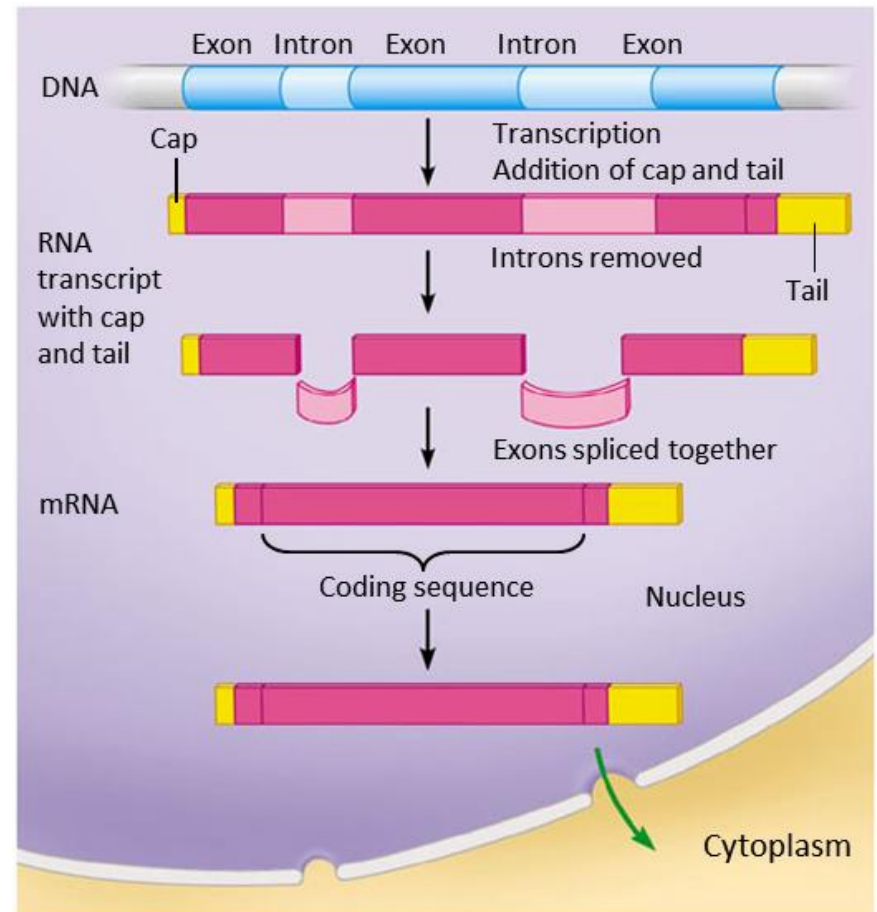 Exon Intron Exon Intron Exon
DNA
Cap
Transcription
Addition of cap and tail
RNA
transcript
with cap
and tail
Introns removed
Tail
Exons spliced together
mRNA
Coding sequence
Nucleus
Cytoplasm